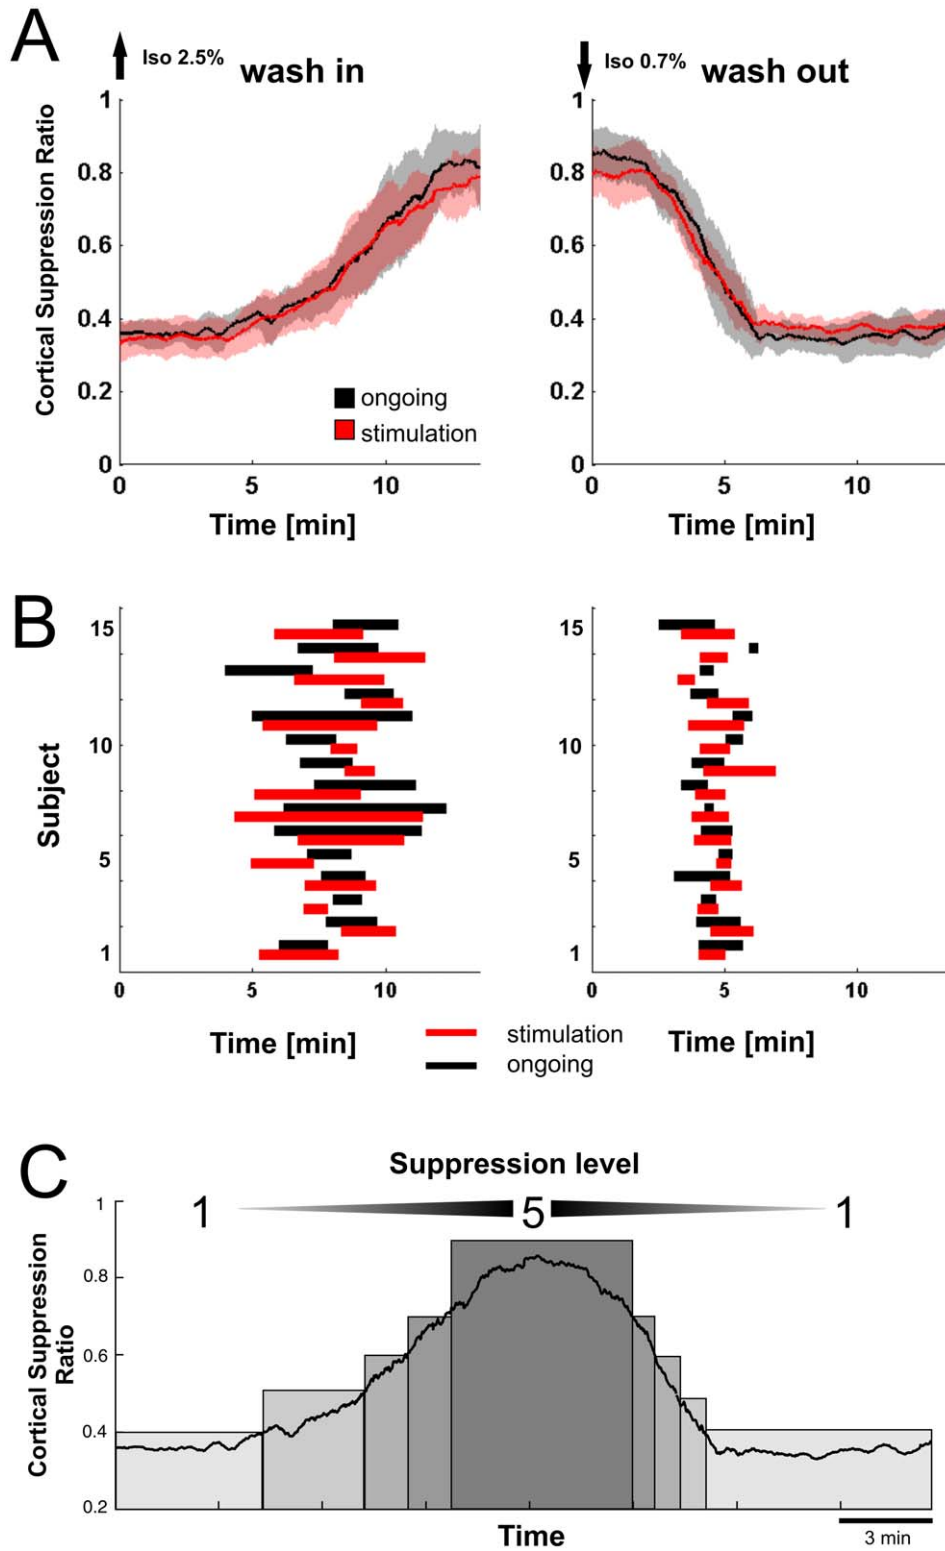 A
Iso 2.5%
wash in
Iso 0.7%
wash out
Cortical Suppression Ratio
1
0.8
0.6
0.4
0.2
0
0
5
10
Time [min]
ongoing
stimulation
1
0.8
0.6
0.4
0.2
0
0
5
10
Time [min]
B
Subject
15
10
5
1
0
5
10
Time [min]
15
10
5
1
0
5
10
Time [min]
stimulation
ongoing
C
Suppression level
1
5
1
Cortical Suppression
Ratio
1
0.8
0.6
0.4
0.2
Time
3 min